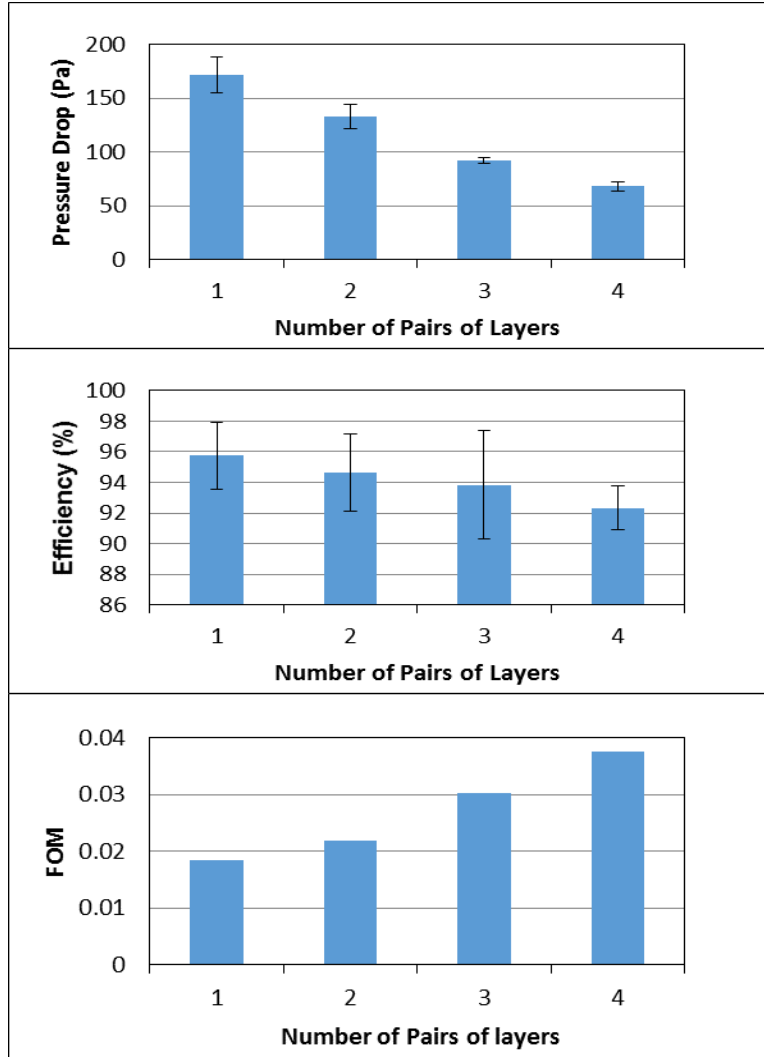 Pressure Drop (Pa)
200
150
100
50
0
1 2 3 4
Number of Pairs of Layers
Efficiency (%)
100
98
96
94
92
90
88
86
1 2 3 4
Number of Pairs of Layers
FOM
0.04
0.03
0.02
0.01
0
1 2 3 4
Number of Pairs of layers